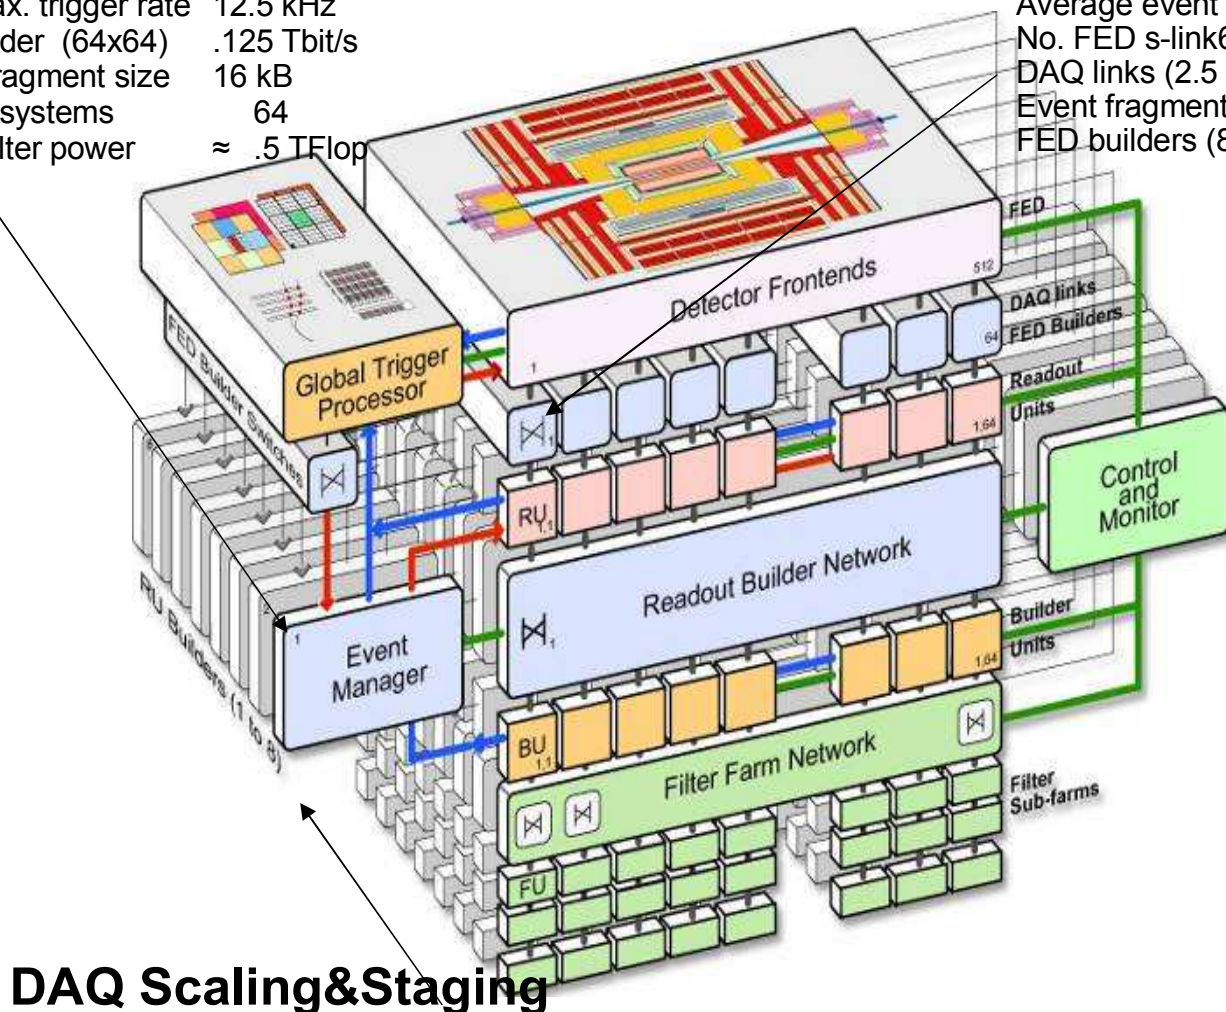 ax. trigger rate 12.5 kHz
der (64x64) .125 Tbit/s
ragment size 16 kB
systems 64
lter power ≈ .5 TFlop
Average event
No. FED s-link6
DAQ links (2.5
Event fragment
FED builders (8
FED
Detector Frontends
512
1
DAQ links
FED Builders
64
FED Builder Switches
Global Trigger
Processor
1
Readout
Units
1,64
RU
1,1
Control
and
Monitor
Readout Builder Network
1
RU Builders (1 to 8)
1
Event
Manager
Builder
Units
1,64
BU
1,1
Filter Farm Network
Filter
Sub-farms
FU
DAQ Scaling&Staging